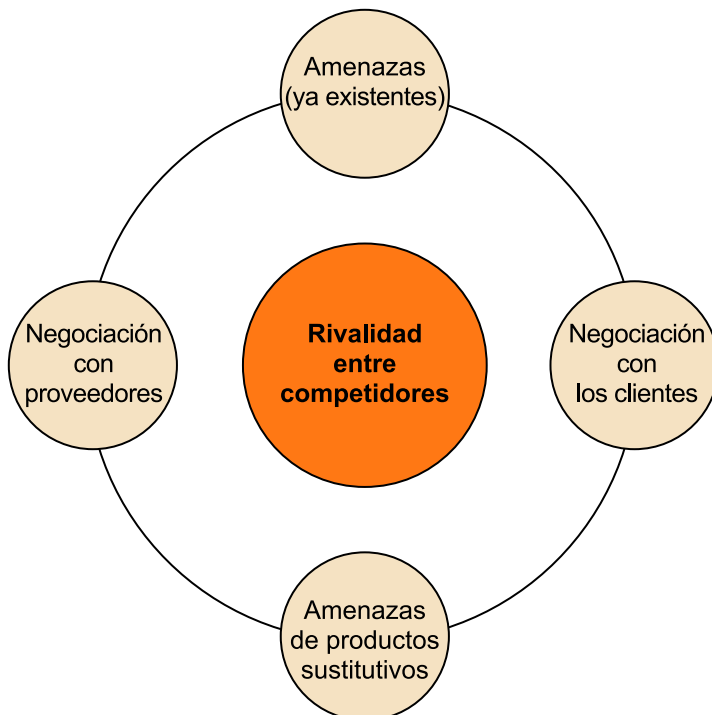 Amenazas
(ya existentes)
Negociación
con
proveedores
Rivalidad
entre
competidores
Negociación
con
los clientes
Amenazas
de productos
sustitutivos